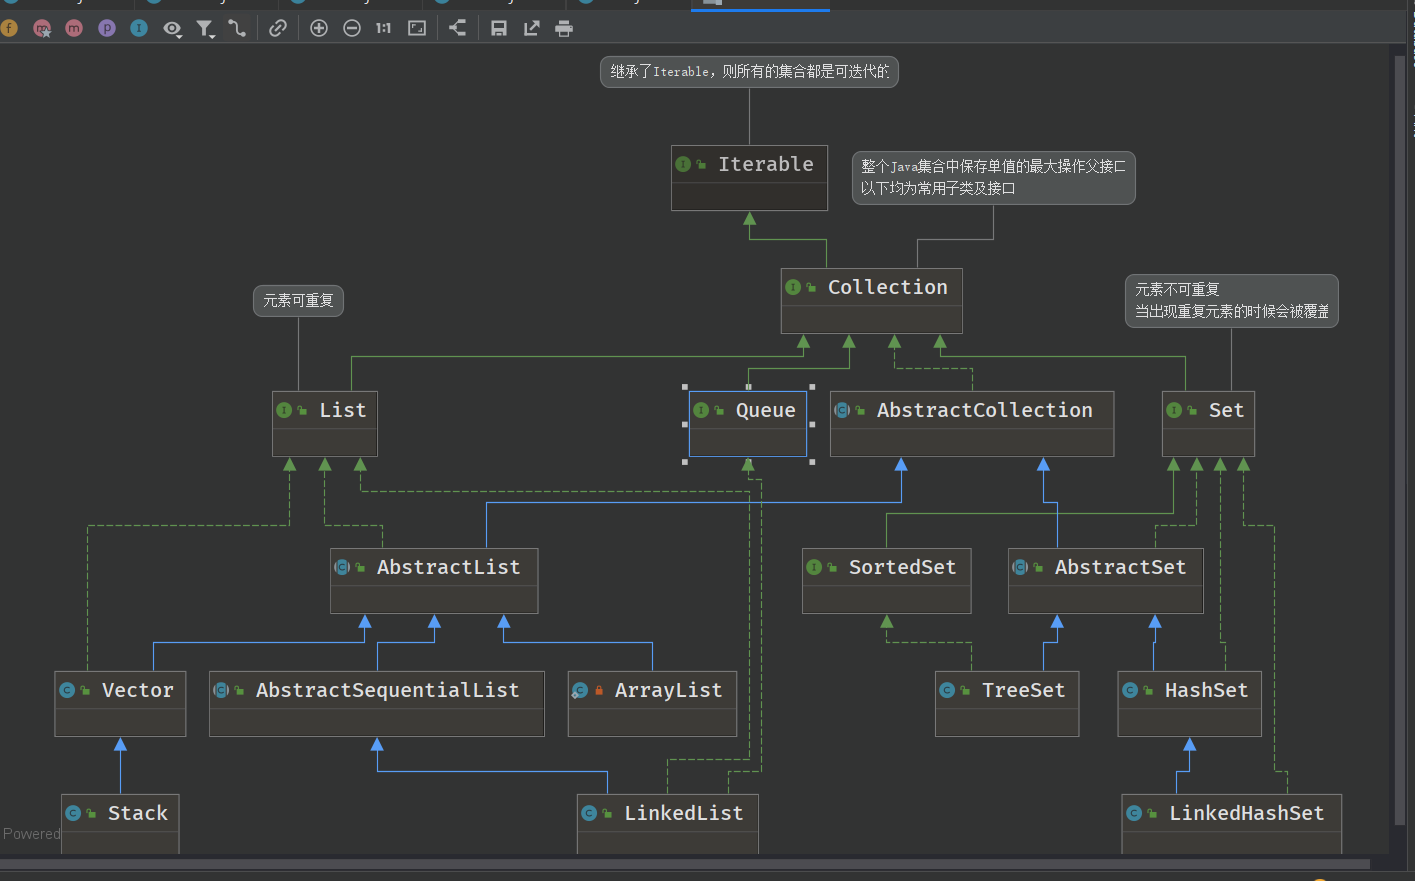 1:1
继承了Iterable，则所有的集合都是可迭代的
Iterable
整个Java集合中保存单值的最大操作父接口
以下均为常用子类及接口
Collection
元素可重复
元素不可重复
当出现重复元素的时候会被覆盖
List
Queue
AbstractCollection
Set
AbstractList
SortedSet
AbstractSet
Vector
AbstractSequentialList
ArrayList
TreeSet
HashSet
Stack
LinkedList
LinkedHashSet
Powered